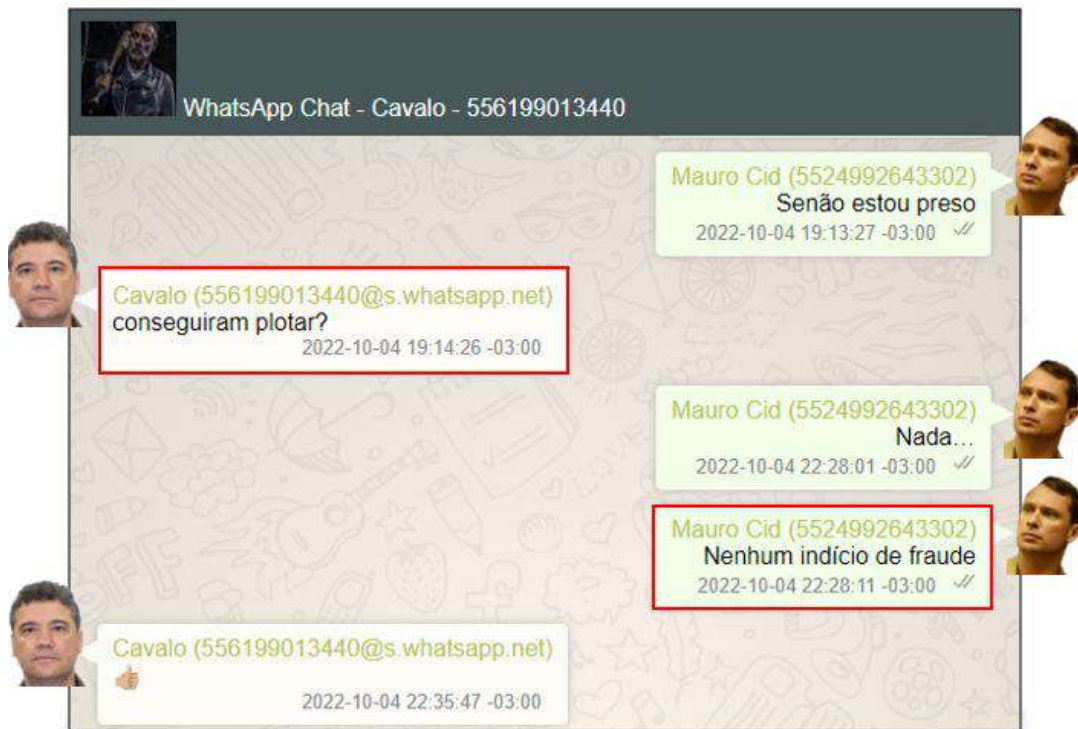 WhatsApp Chat - Cavalo - 556199013440
Mauro Cid (5524992643302)
Senão estou preso
2022-10-04 19:13:27 -03:00
Cavalo (556199013440@s.whatsapp.net)
conseguiram plotar?
2022-10-04 19:14:26 -03:00
Mauro Cid (5524992643302)
Nada...
2022-10-04 22:28:01 -03:00
Mauro Cid (5524992643302)
Nenhum indício de fraude
2022-10-04 22:28:11 -03:00
Cavalo (556199013440@s.whatsapp.net)
👍🏼
2022-10-04 22:35:47 -03:00